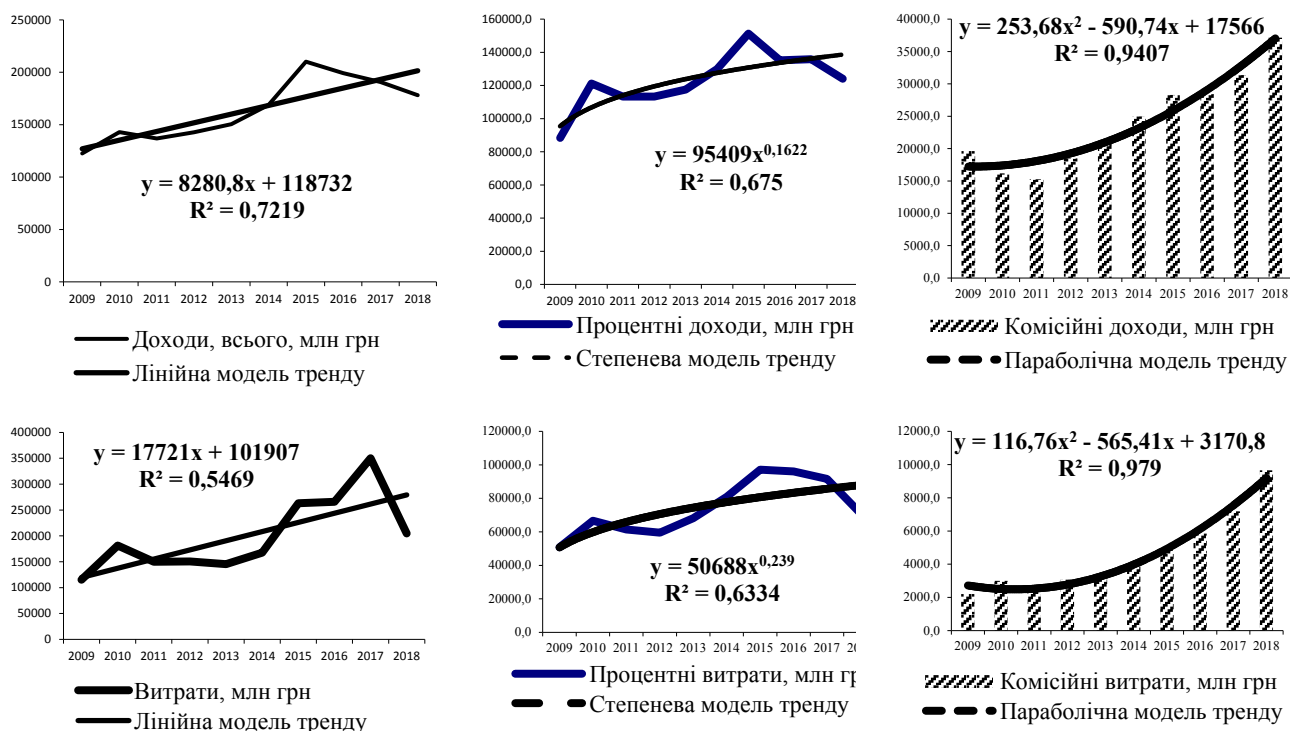 250000
200000
150000
100000
50000
0
y = 8280,8x + 118732
R² = 0,7219
2009 2010 2011 2012 2013 2014 2015 2016 2017 2018
Доходи, всього, млн грн
Лінійна модель тренду
160000,0
140000,0
120000,0
100000,0
80000,0
60000,0
40000,0
20000,0
0,0
y = 95409x^0,1622
R² = 0,675
2009 2010 2011 2012 2013 2014 2015 2016 2017 2018
Процентні доходи, млн грн
Степенева модель тренду
40000,0
35000,0
30000,0
25000,0
20000,0
15000,0
10000,0
5000,0
0,0
y = 253,68x² - 590,74x + 17566
R² = 0,9407
2009 2010 2011 2012 2013 2014 2015 2016 2017 2018
Комісійні доходи, млн грн
Параболічна модель тренду
400000
350000
300000
250000
200000
150000
100000
50000
0
y = 17721x + 101907
R² = 0,5469
2009 2010 2011 2012 2013 2014 2015 2016 2017 2018
Витрати, млн грн
Лінійна модель тренду
120000,0
100000,0
80000,0
60000,0
40000,0
20000,0
0,0
y = 50688x^0,239
R² = 0,6334
2009 2010 2011 2012 2013 2014 2015 2016 2017
Процентні витрати, млн
Степенева модель тренду
12000,0
10000,0
8000,0
6000,0
4000,0
2000,0
0,0
y = 116,76x² - 565,41x + 3170,8
R² = 0,979
2009 2010 2011 2012 2013 2014 2015 2016 2017 2018
Комісійні витрати, млн грн
Параболічна модель тренду